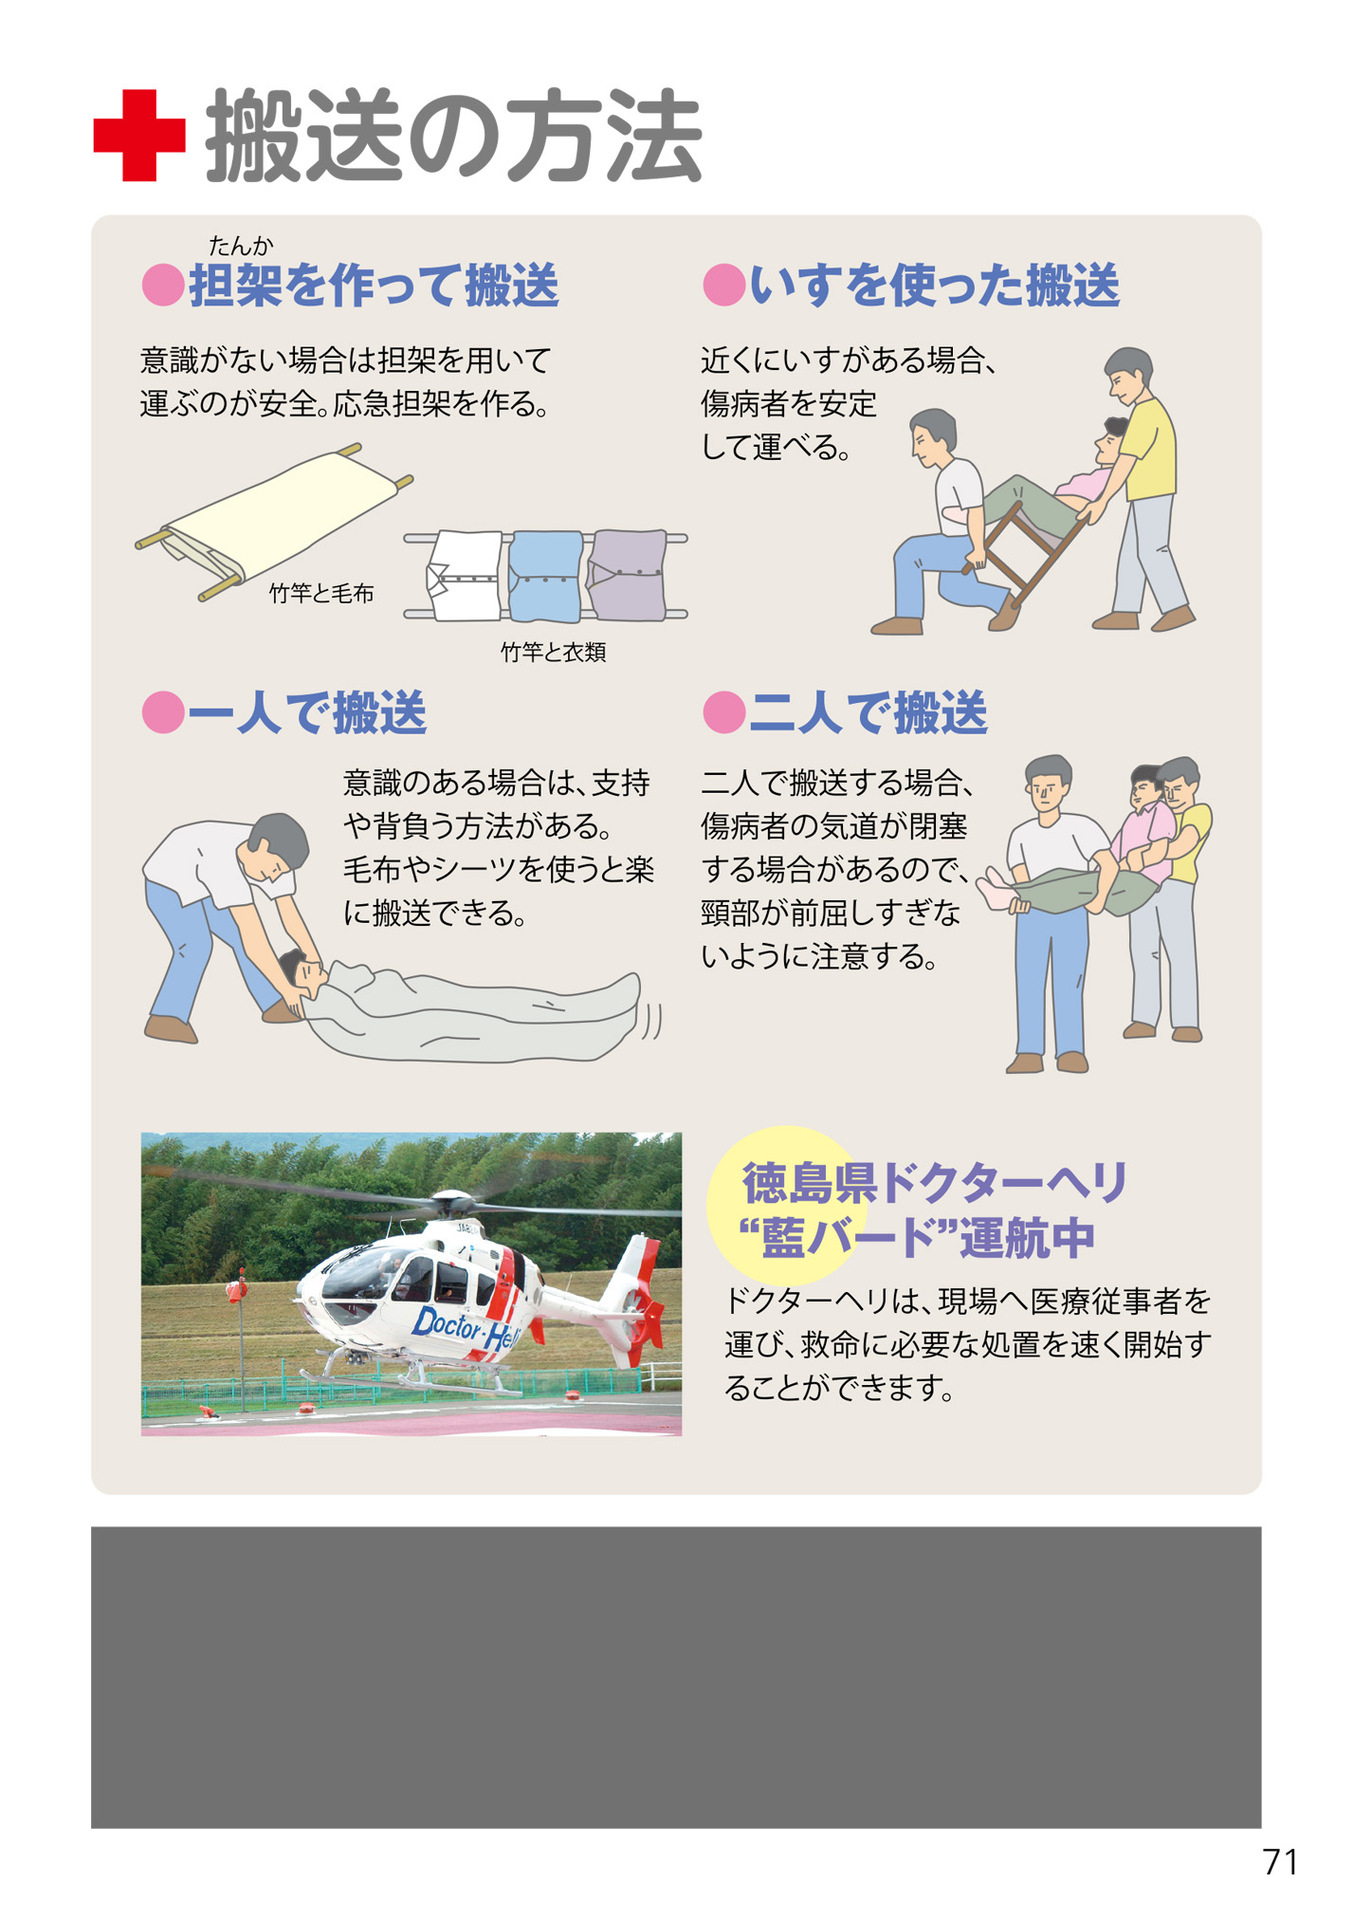 搬送の方法
たんか
●担架を作って搬送
意識がない場合は担架を用いて
運ぶのが安全。応急担架を作る。
竹竿と毛布
竹竿と衣類
●いすを使った搬送
近くにいすがある場合、
傷病者を安定
して運べる。
●一人で搬送
意識のある場合は、支持
や背負う方法がある。
毛布やシーツを使うと楽
に搬送できる。
●二人で搬送
二人で搬送する場合、
傷病者の気道が閉塞
する場合があるので、
頸部が前屈しすぎな
いように注意する。
Doctor-Heli
徳島県ドクターヘリ
“藍バード”運航中
ドクターヘリは、現場へ医療従事者を
運び、救命に必要な処置を速く開始す
ることができます。
71